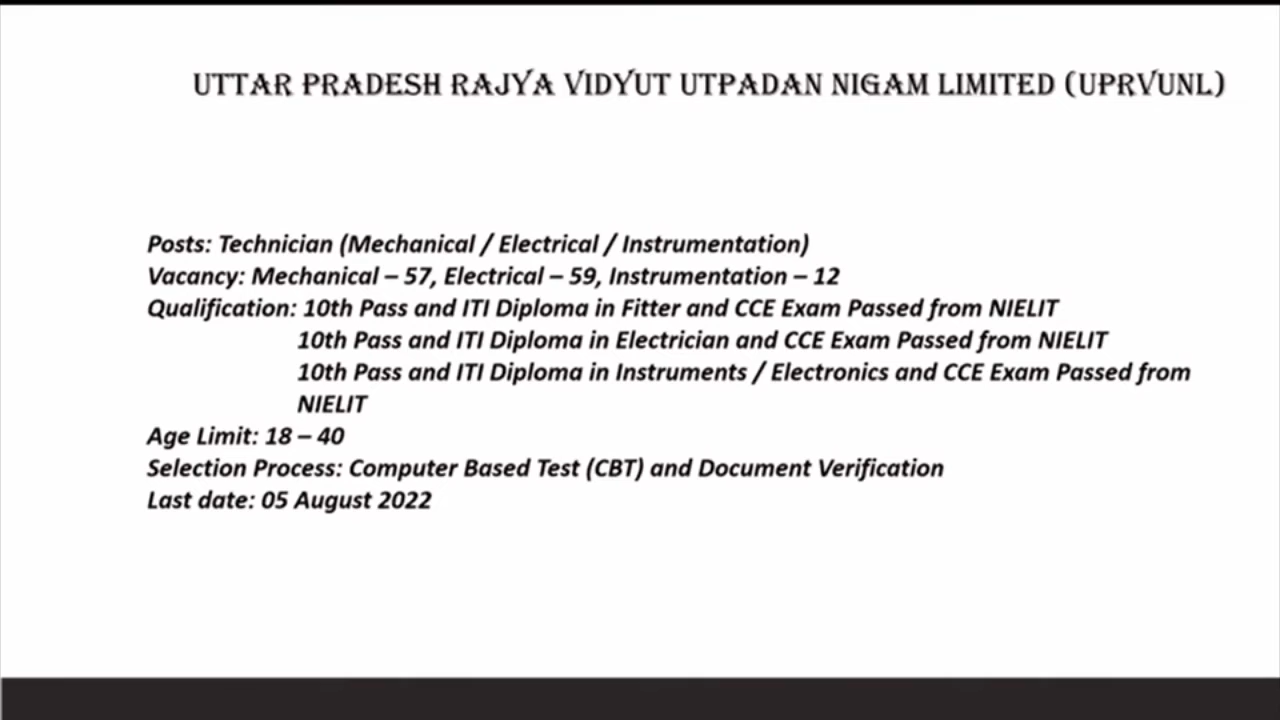 UTTAR PRADESH RAJYA VIDYUT UTPADAN NIGAM LIMITED (UPRVUNL)
Posts: Technician (Mechanical / Electrical / Instrumentation)
Vacancy: Mechanical – 57, Electrical – 59, Instrumentation – 12
Qualification: 10th Pass and ITI Diploma in Fitter and CCE Exam Passed from NIELIT
10th Pass and ITI Diploma in Electrician and CCE Exam Passed from NIELIT
10th Pass and ITI Diploma in Instruments / Electronics and CCE Exam Passed from
NIELIT
Age Limit: 18 – 40
Selection Process: Computer Based Test (CBT) and Document Verification
Last date: 05 August 2022